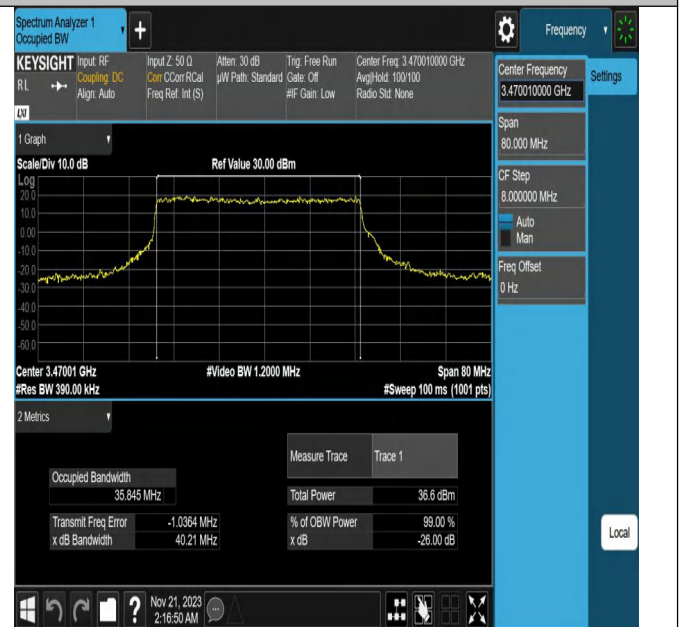 Spectrum Analyzer 1
Occupied BW
+
Frequency
KEYSIGHT
RL
LXI
Input: RF
Coupling: DC
Align: Auto
Input Z: 50 Ω
Corr CCorr RCal
Freq Ref: Int (S)
Atten: 30 dB
µW Path: Standard
Trig: Free Run
Gate: Off
#IF Gain: Low
Center Freq: 3.470010000 GHz
Avg|Hold: 100/100
Radio Std: None
Center Frequency
3.470010000 GHz
Settings
Span
80.000 MHz
CF Step
8.000000 MHz
Auto
Man
Freq Offset
0 Hz
Local
1 Graph
Scale/Div 10.0 dB
Ref Value 30.00 dBm
Log
20.0
10.0
0.00
-10.0
-20.0
-30.0
-40.0
-50.0
-60.0
Center 3.47001 GHz
#Video BW 1.2000 MHz
Span 80 MHz
#Res BW 390.00 kHz
#Sweep 100 ms (1001 pts)
2 Metrics
Measure Trace Trace 1
Occupied Bandwidth
35.845 MHz
Total Power 36.6 dBm
Transmit Freq Error -1.0364 MHz
% of OBW Power 99.00 %
x dB Bandwidth 40.21 MHz
x dB -26.00 dB
?
Nov 21, 2023
2:16:50 AM